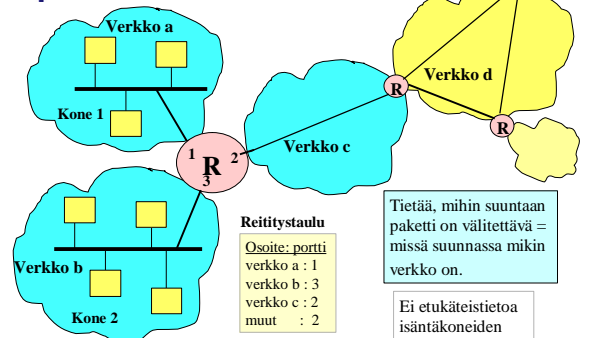 Verkko a
Kone 1
1
R
2
3
Verkko b
Kone 2
Verkko c
R
Verkko d
R
Reititystaulu
Osoite: portti
verkko a : 1
verkko b : 3
verkko c : 2
muut : 2
Tietää, mihin suuntaan
paketti on välitettävä =
missä suunnassa mikin
verkko on.
Ei etukäteistietoa
isäntäkoneiden